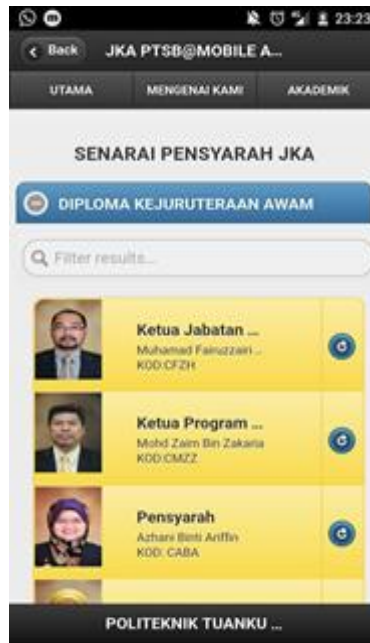 23:23
Back JKA PTSB@MOBILE A...
UTAMA MENGENAI KAMI AKADEMIK
SENARAI PENSYARAH JKA
DIPLOMA KEJURUTERAAN AWAM
Filter results...
Ketua Jabatan ...
Muhamad Fairuzzairi ...
KOD:CFZH
Ketua Program ...
Mohd Zaim Bin Zakaria
KOD:CMZZ
Pensyarah
Azhani Binti Ariffin
KOD: CABA
POLITEKNIK TUANKU ...